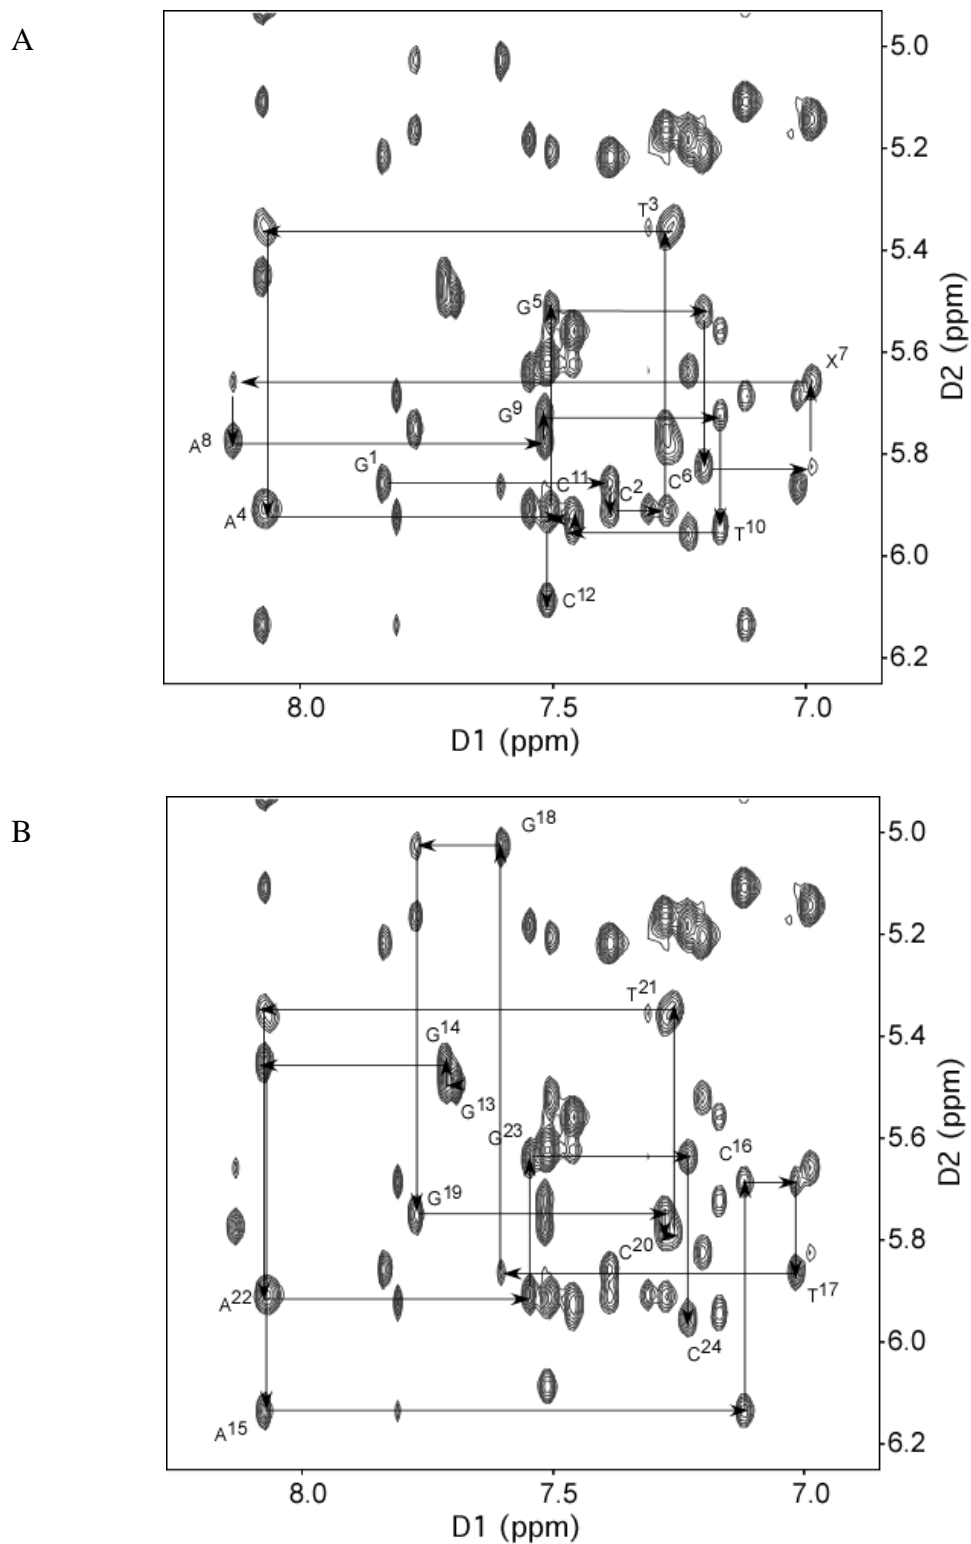 A
5.0
5.2
T3
5.4
G5
5.6
X7
G9
A8
5.8
G1
C11
C2
C6
A4
T10
6.0
C12
6.2
D2 (ppm)
8.0 7.5 7.0
D1 (ppm)
B
G18
5.0
5.2
T21
G14
5.4
G13
G23
C16
5.6
G19
C20
5.8
A22
T17
C24
6.0
A15
6.2
D2 (ppm)
8.0 7.5 7.0
D1 (ppm)